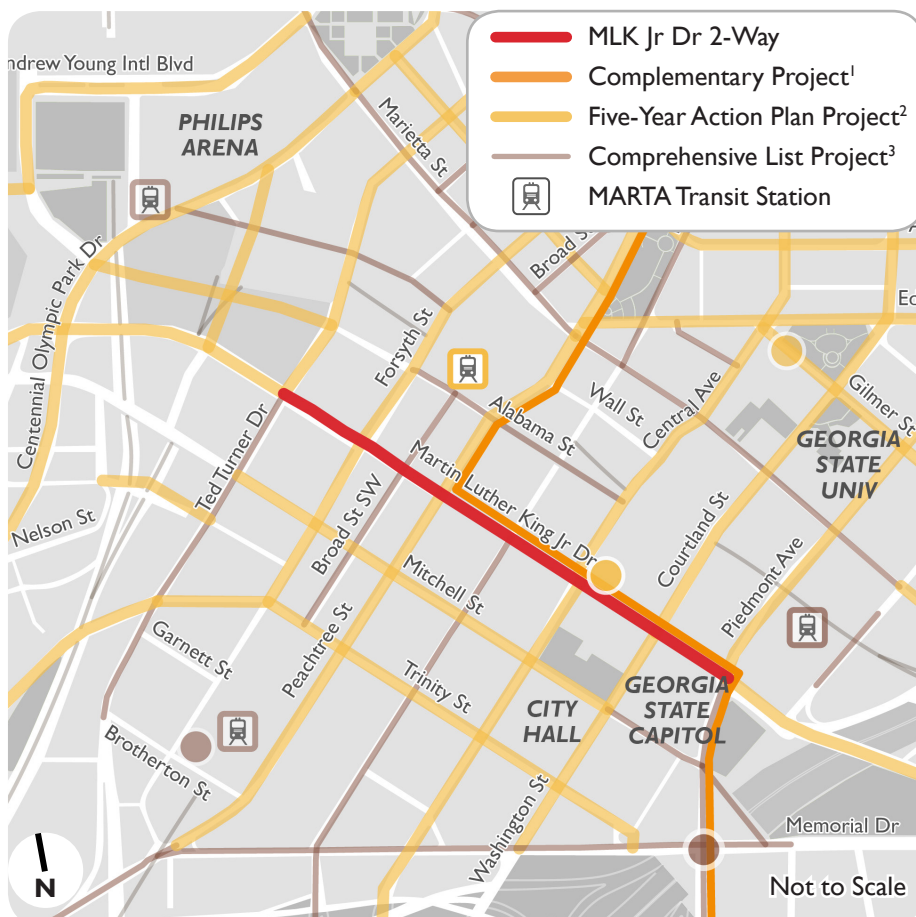 MLK Jr Dr 2-Way
Complementary Project¹
Five-Year Action Plan Project²
Comprehensive List Project³
MARTA Transit Station
ndrew Young Intl Blvd
PHILIPS
ARENA
Marietta St
Broad S
Ed
Centennial Olympic Park Dr
Forsyth St
Wall St
Central Ave
Gilmer St
Alabama St
GEORGIA
STATE
UNIV
Ted Turner Dr
Martin Luther King Jr Dr
Broad St SW
Courtland St
Nelson St
Mitchell St
Piedmont Ave
Peachtree St
Garnett St
Trinity St
CITY
HALL
GEORGIA
STATE
CAPITOL
Brotherton St
Washington St
Memorial Dr
N
Not to Scale